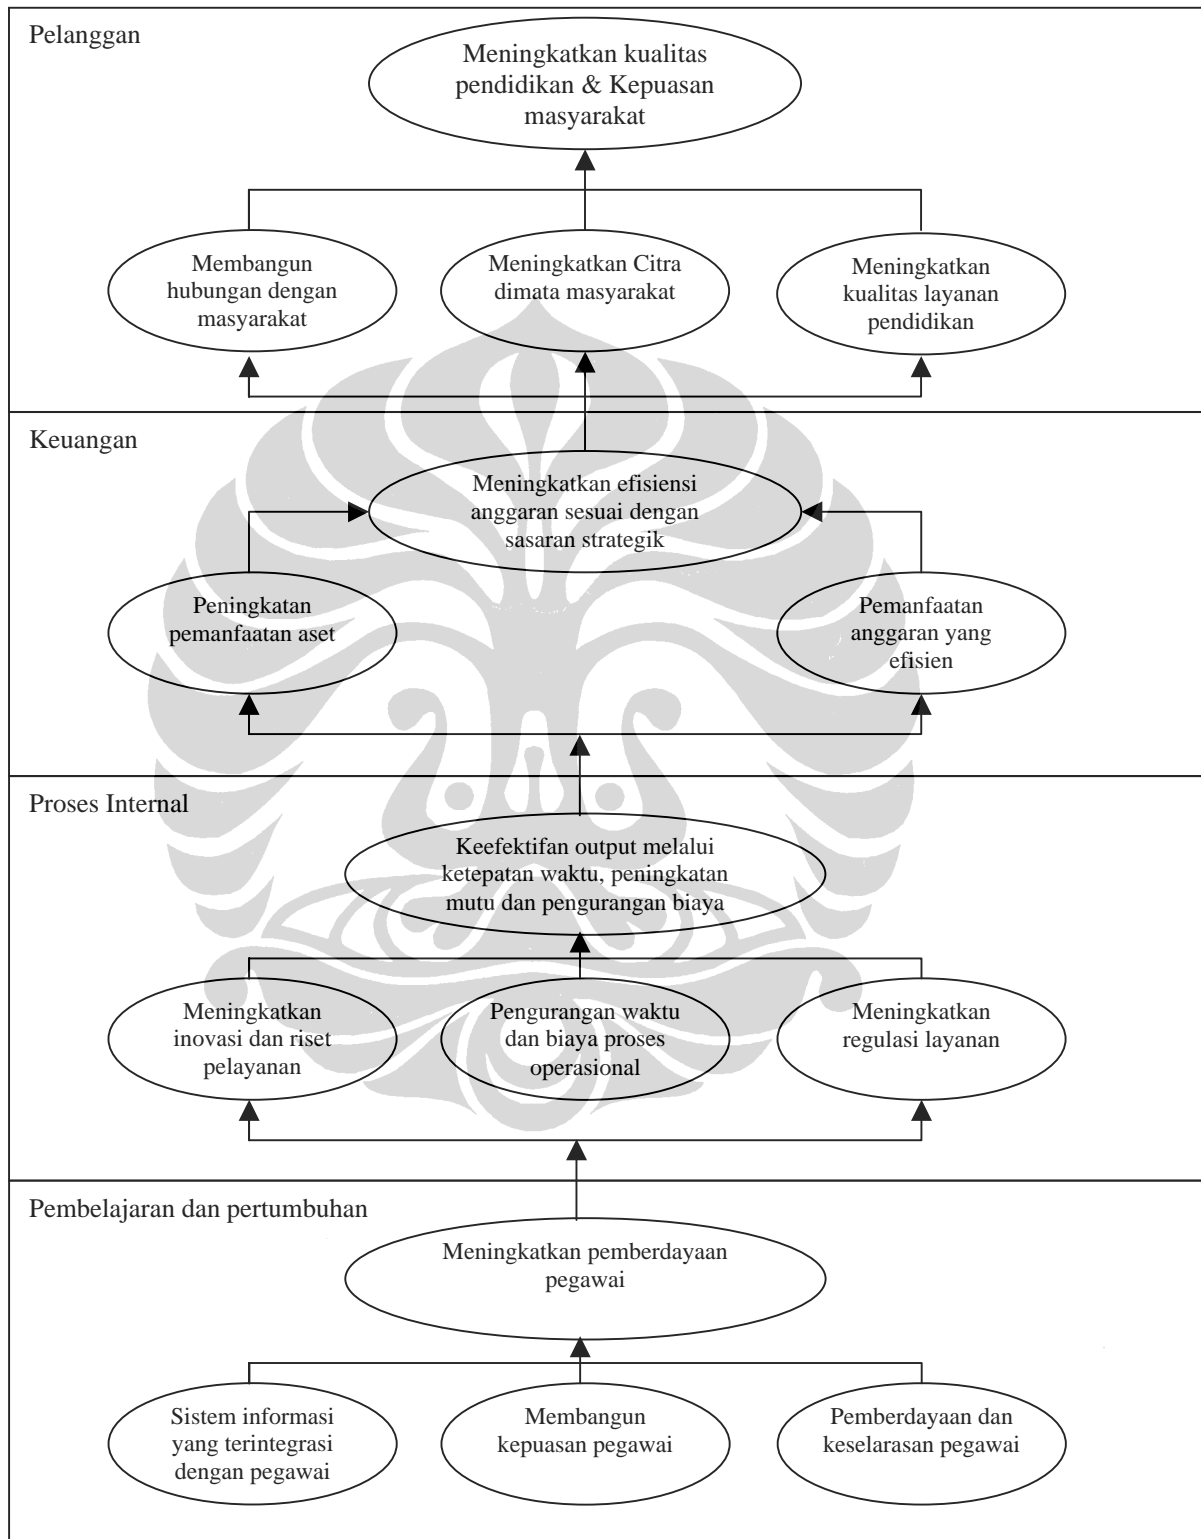 Pelanggan
Meningkatkan kualitas
pendidikan & Kepuasan
masyarakat
Membangun
hubungan dengan
masyarakat
Meningkatkan Citra
dimata masyarakat
Meningkatkan
kualitas layanan
pendidikan
Keuangan
Meningkatkan efisiensi
anggaran sesuai dengan
sasaran strategik
Peningkatan
pemanfaatan aset
Pemanfaatan
anggaran yang
efisien
Proses Internal
Keefektifan output melalui
ketepatan waktu, peningkatan
mutu dan pengurangan biaya
Meningkatkan
inovasi dan riset
pelayanan
Pengurangan waktu
dan biaya proses
operasional
Meningkatkan
regulasi layanan
Pembelajaran dan pertumbuhan
Meningkatkan pemberdayaan
pegawai
Sistem informasi
yang terintegrasi
dengan pegawai
Membangun
kepuasan pegawai
Pemberdayaan dan
keselarasan pegawai